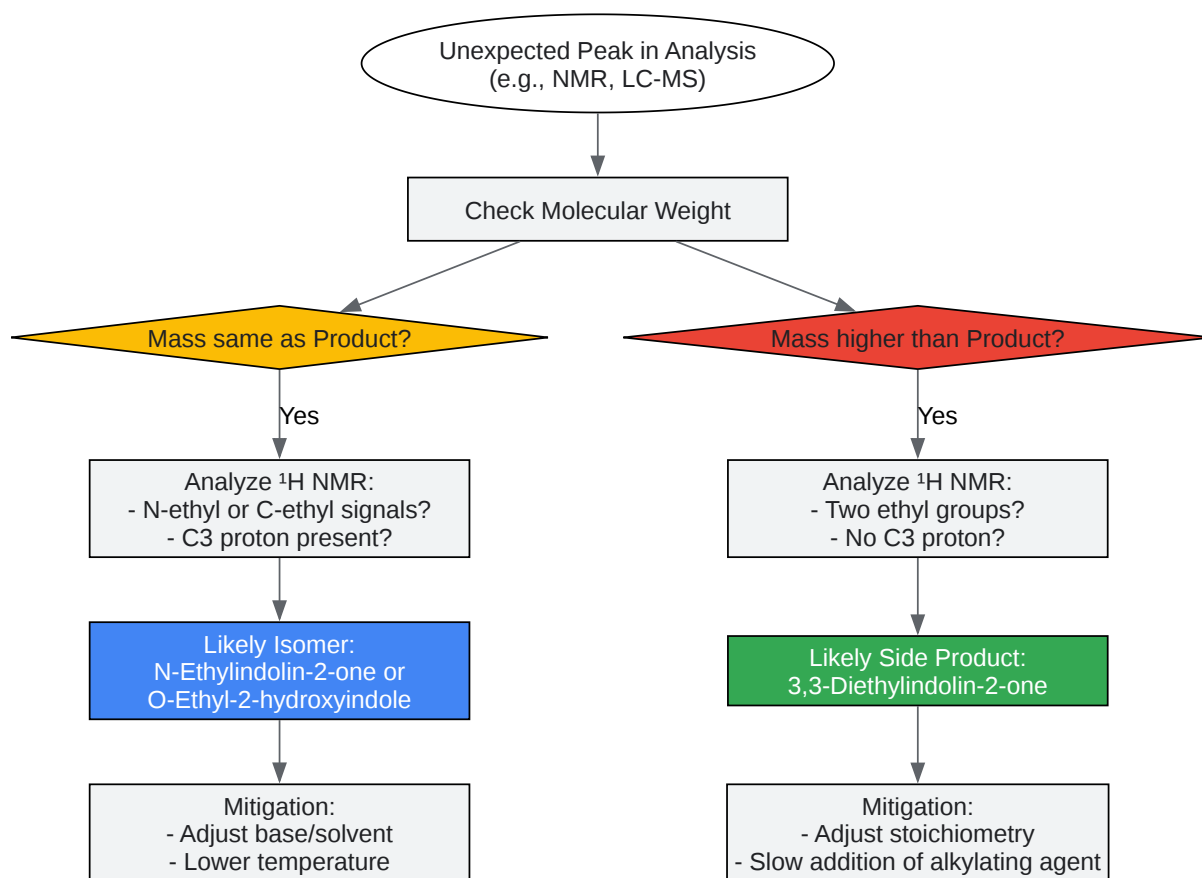 Unexpected Peak in Analysis
(e.g., NMR, LC-MS)
Check Molecular Weight
Mass same as Product?
Mass higher than Product?
Yes
Yes
Analyze ¹H NMR:
- N-ethyl or C-ethyl signals?
- C3 proton present?
Analyze ¹H NMR:
- Two ethyl groups?
- No C3 proton?
Likely Isomer:
N-Ethylindolin-2-one or
O-Ethyl-2-hydroxyindole
Likely Side Product:
3,3-Diethylindolin-2-one
Mitigation:
- Adjust base/solvent
- Lower temperature
Mitigation:
- Adjust stoichiometry
- Slow addition of alkylating agent